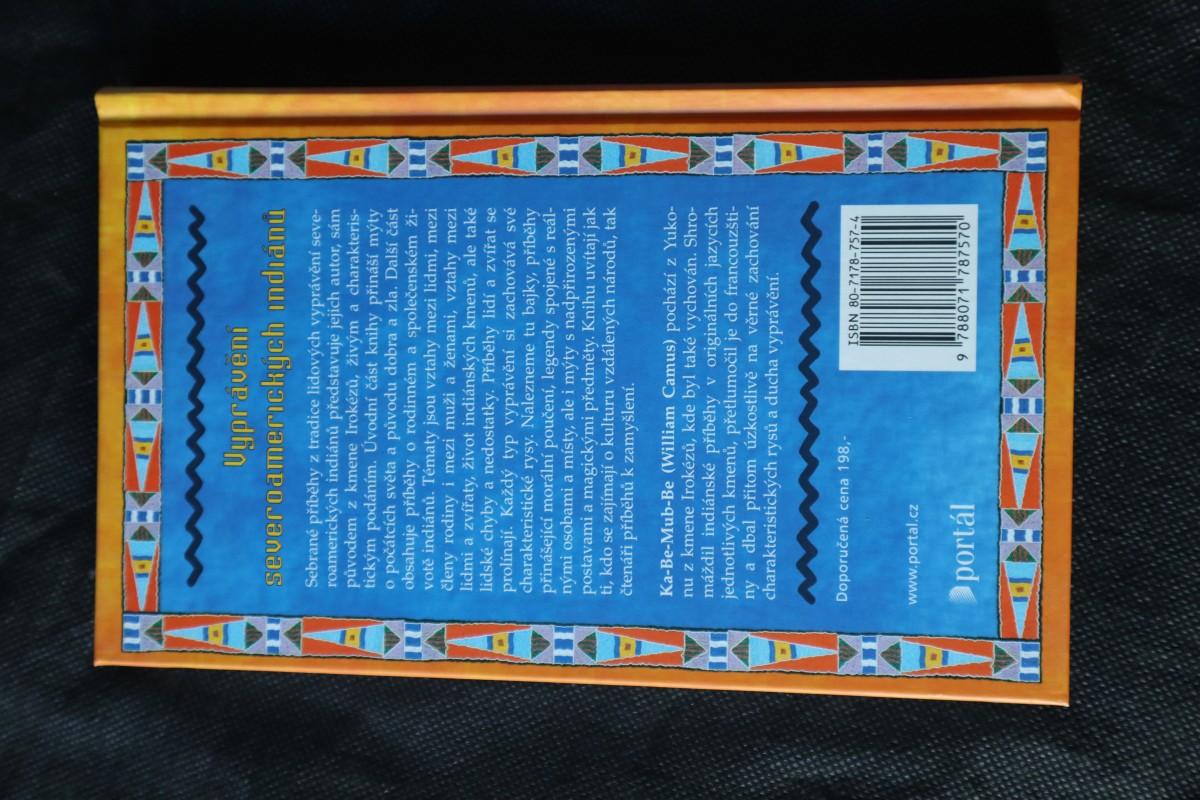 Vyprávění
severoamerických indiánů
Sebrané příběhy z tradice lidových vyprávění seve-
roamerických indiánů představuje jejich autor, sám
původem z kmene Irokézů, živým a charakteris-
tickým podáním. Úvodní část knihy přináší mýty
o počátcích světa a původu dobra a zla. Další část
obsahuje příběhy o rodinném a společenském ži-
votě indiánů. Tématy jsou vztahy mezi lidmi, mezi
členy rodiny i mezi muži a ženami, vztahy mezi
lidmi a zvířaty, život indiánských kmenů, ale také
lidské chyby a nedostatky. Příběhy lidí a zvířat se
prolínají. Každý typ vyprávění si zachovává své
charakteristické rysy. Nalezneme tu bajky, příběhy
přinášející morální poučení, legendy spojené s reál-
nými osobami a místy, ale i mýty s nadpřirozenými
postavami a magickými předměty. Knihu uvítají jak
ti, kdo se zajímají o kulturu vzdálených národů, tak
čtenáři příběhů k zamyšlení.
Ka-Be-Mub-Be (William Camus) pochází z Yuko-
nu z kmene Irokézů, kde byl také vychován. Shro-
máždil indiánské příběhy v originálních jazycích
jednotlivých kmenů, přetlumočil je do francouzšti-
ny a dbal přitom úzkostlivě na věrné zachování
charakteristických rysů a ducha vyprávění.
Doporučená cena 198,-
www.portal.cz
portál
ISBN 80-7178-757-4
9 788071 787570